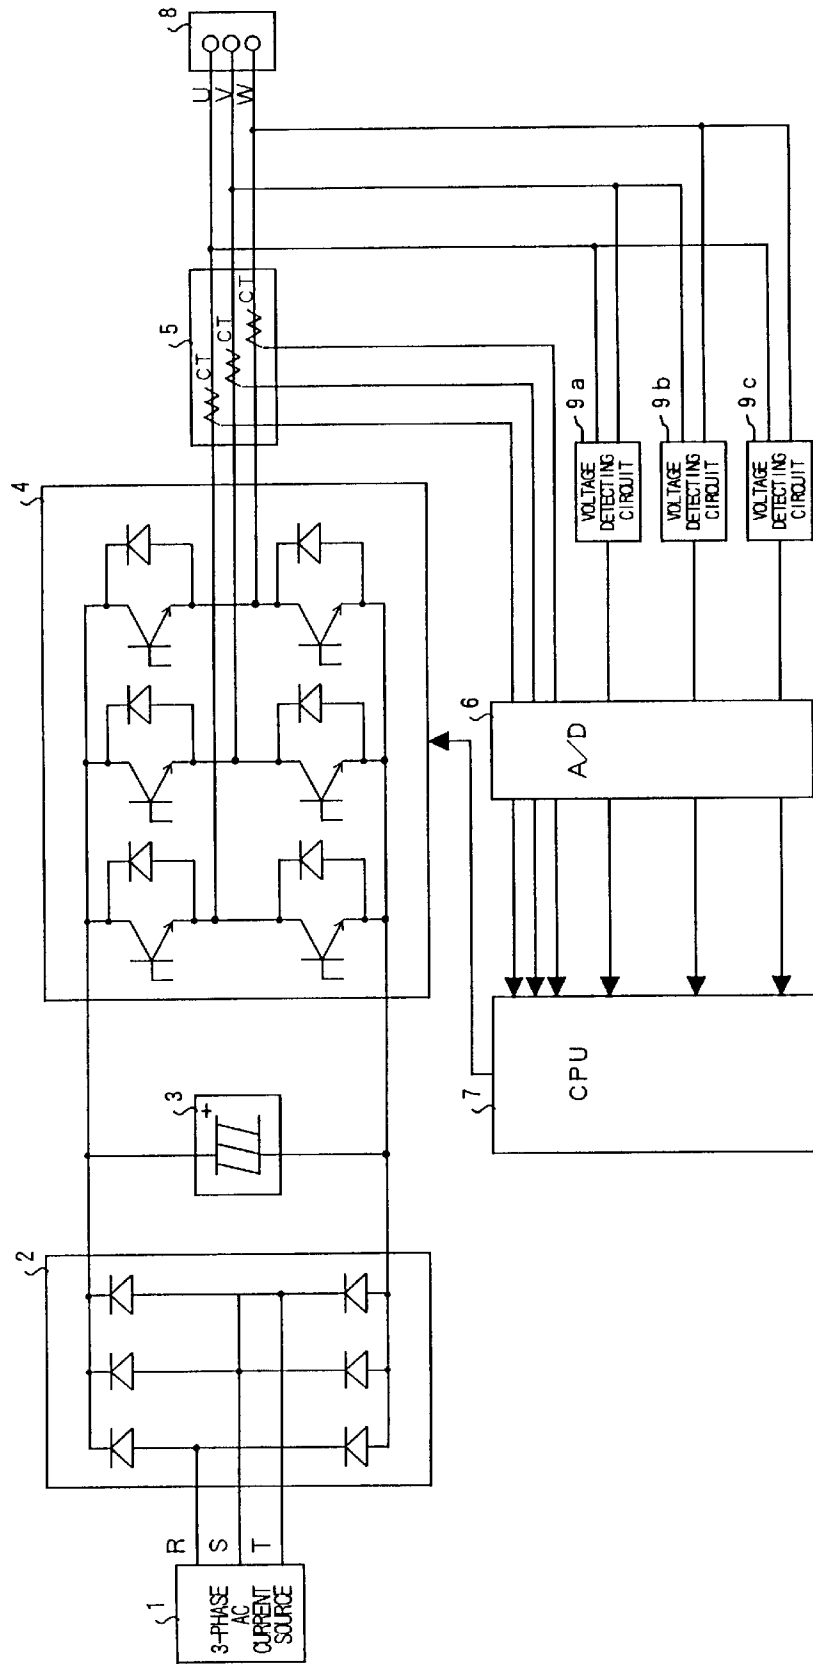 1
3-PHASE
AC
CURRENT
SOURCE
R
S
T
2
3
+
4
5
CT
CT
CT
U
V
W
8
7
CPU
6
A/D
9a
VOLTAGE
DETECTING
CIRCUIT
9b
VOLTAGE
DETECTING
CIRCUIT
9c
VOLTAGE
DETECTING
CIRCUIT